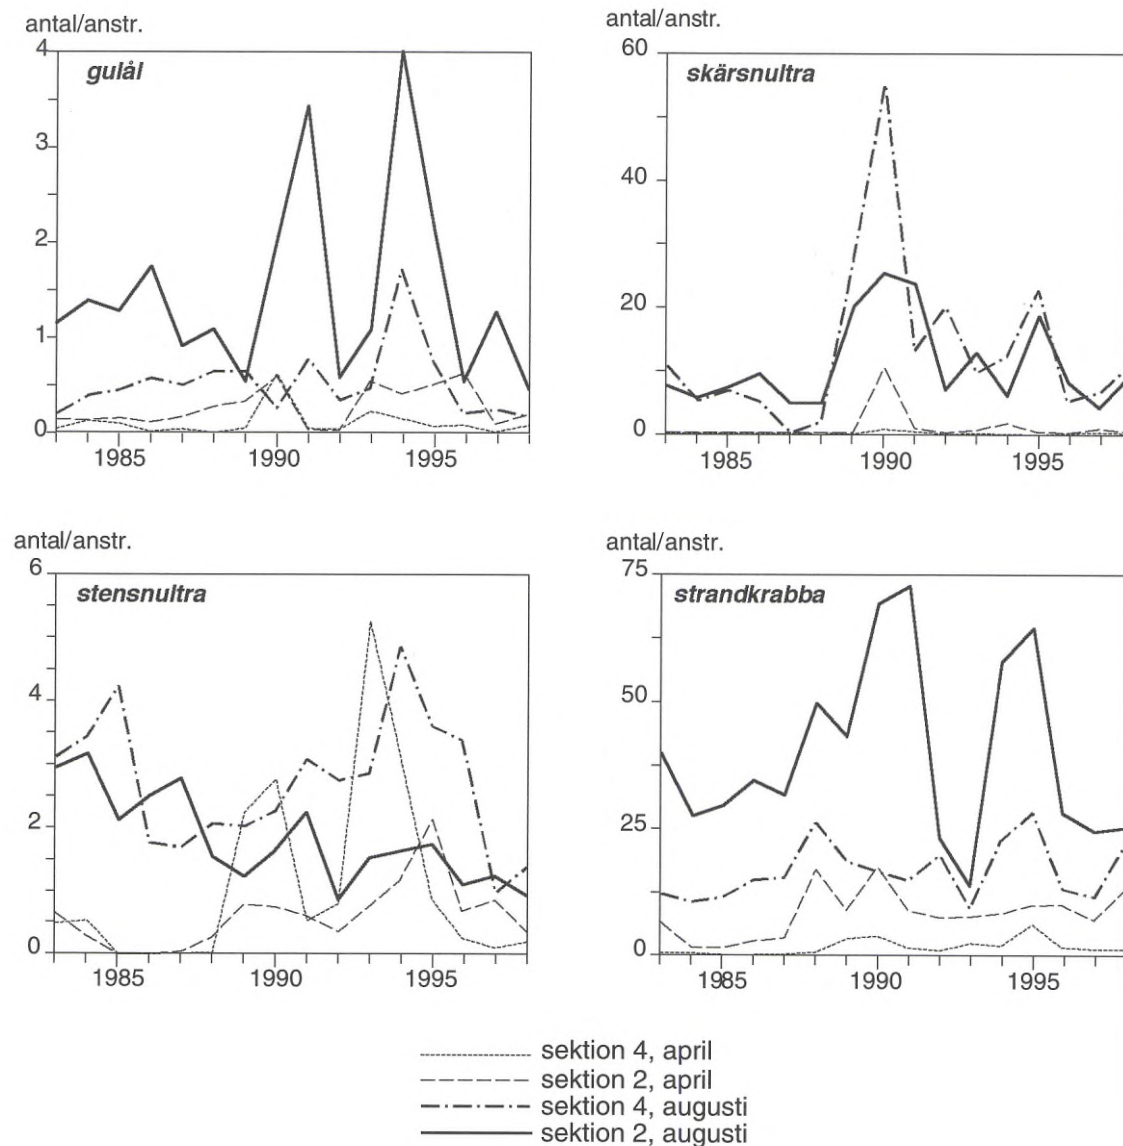 antal/anstr.
4
3
2
1
0
gulål
1985
1990
1995
antal/anstr.
60
40
20
0
skärsnultra
1985
1990
1995
antal/anstr.
6
4
2
0
stensnultra
1985
1990
1995
antal/anstr.
75
50
25
0
strandkrabba
1985
1990
1995
sektion 4, april
sektion 2, april
sektion 4, augusti
sektion 2, augusti